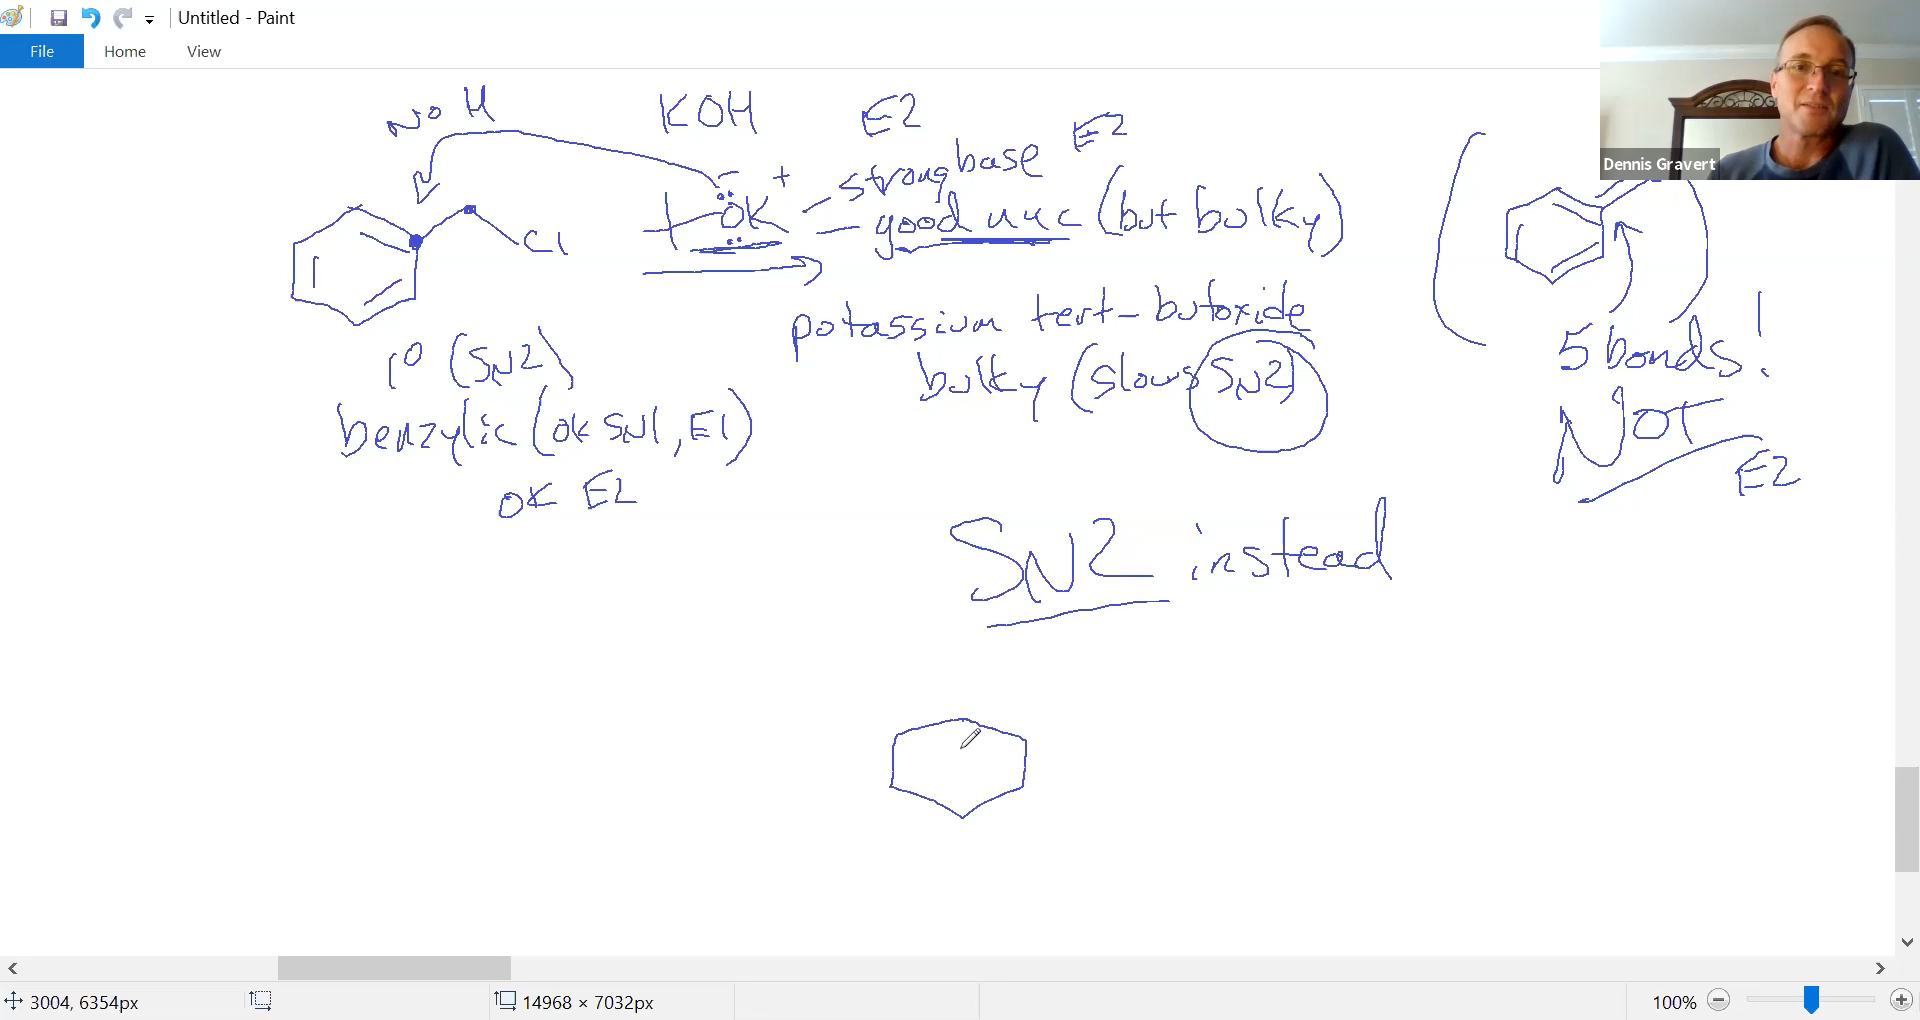 Untitled - Paint
File Home View
Dennis Gravert
No H
KOH
E2
E2
strong base
− +
OK
good nuc (but bulky)
Cl
potassium tert-butoxide
bulky (slows SN2)
1° (SN2)
benzylic (OK SN1, E1)
OK E2
5 bonds!
NOT
E2
SN2 instead
3004, 6354px
14968 × 7032px
100%